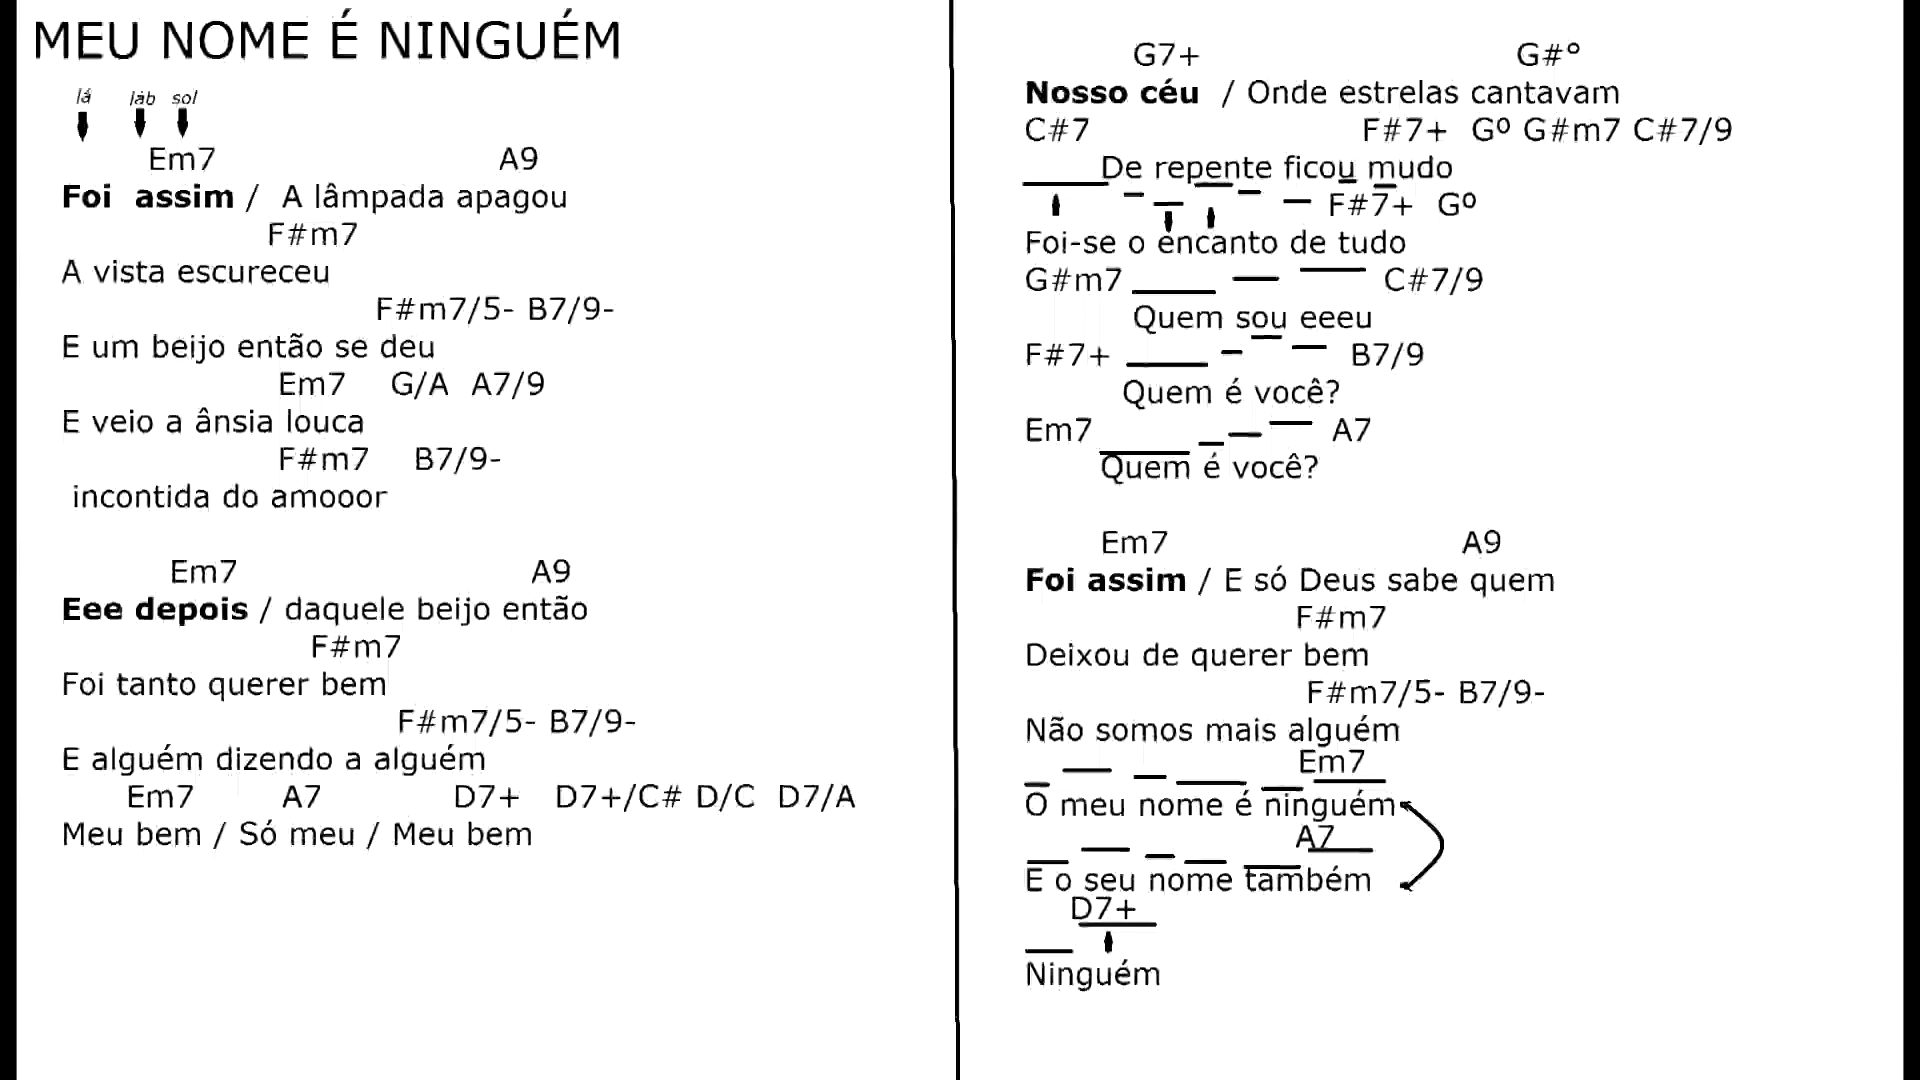 MEU NOME É NINGUÉM
lá láb sol
Em7 A9
Foi assim / A lâmpada apagou
F#m7
A vista escureceu
F#m7/5- B7/9-
E um beijo então se deu
Em7 G/A A7/9
E veio a ânsia louca
F#m7 B7/9-
incontida do amooor
Em7 A9
Eee depois / daquele beijo então
F#m7
Foi tanto querer bem
F#m7/5- B7/9-
E alguém dizendo a alguém
Em7 A7 D7+ D7+/C# D/C D7/A
Meu bem / Só meu / Meu bem
G7+ G#°
Nosso céu / Onde estrelas cantavam
C#7 F#7+ Gº G#m7 C#7/9
De repente ficou mudo
F#7+ Gº
Foi-se o encanto de tudo
G#m7 C#7/9
Quem sou eeeu
F#7+ B7/9
Quem é você?
Em7 A7
Quem é você?
Em7 A9
Foi assim / E só Deus sabe quem
F#m7
Deixou de querer bem
F#m7/5- B7/9-
Não somos mais alguém
Em7
O meu nome é ninguém
A7
E o seu nome também
D7+
Ninguém